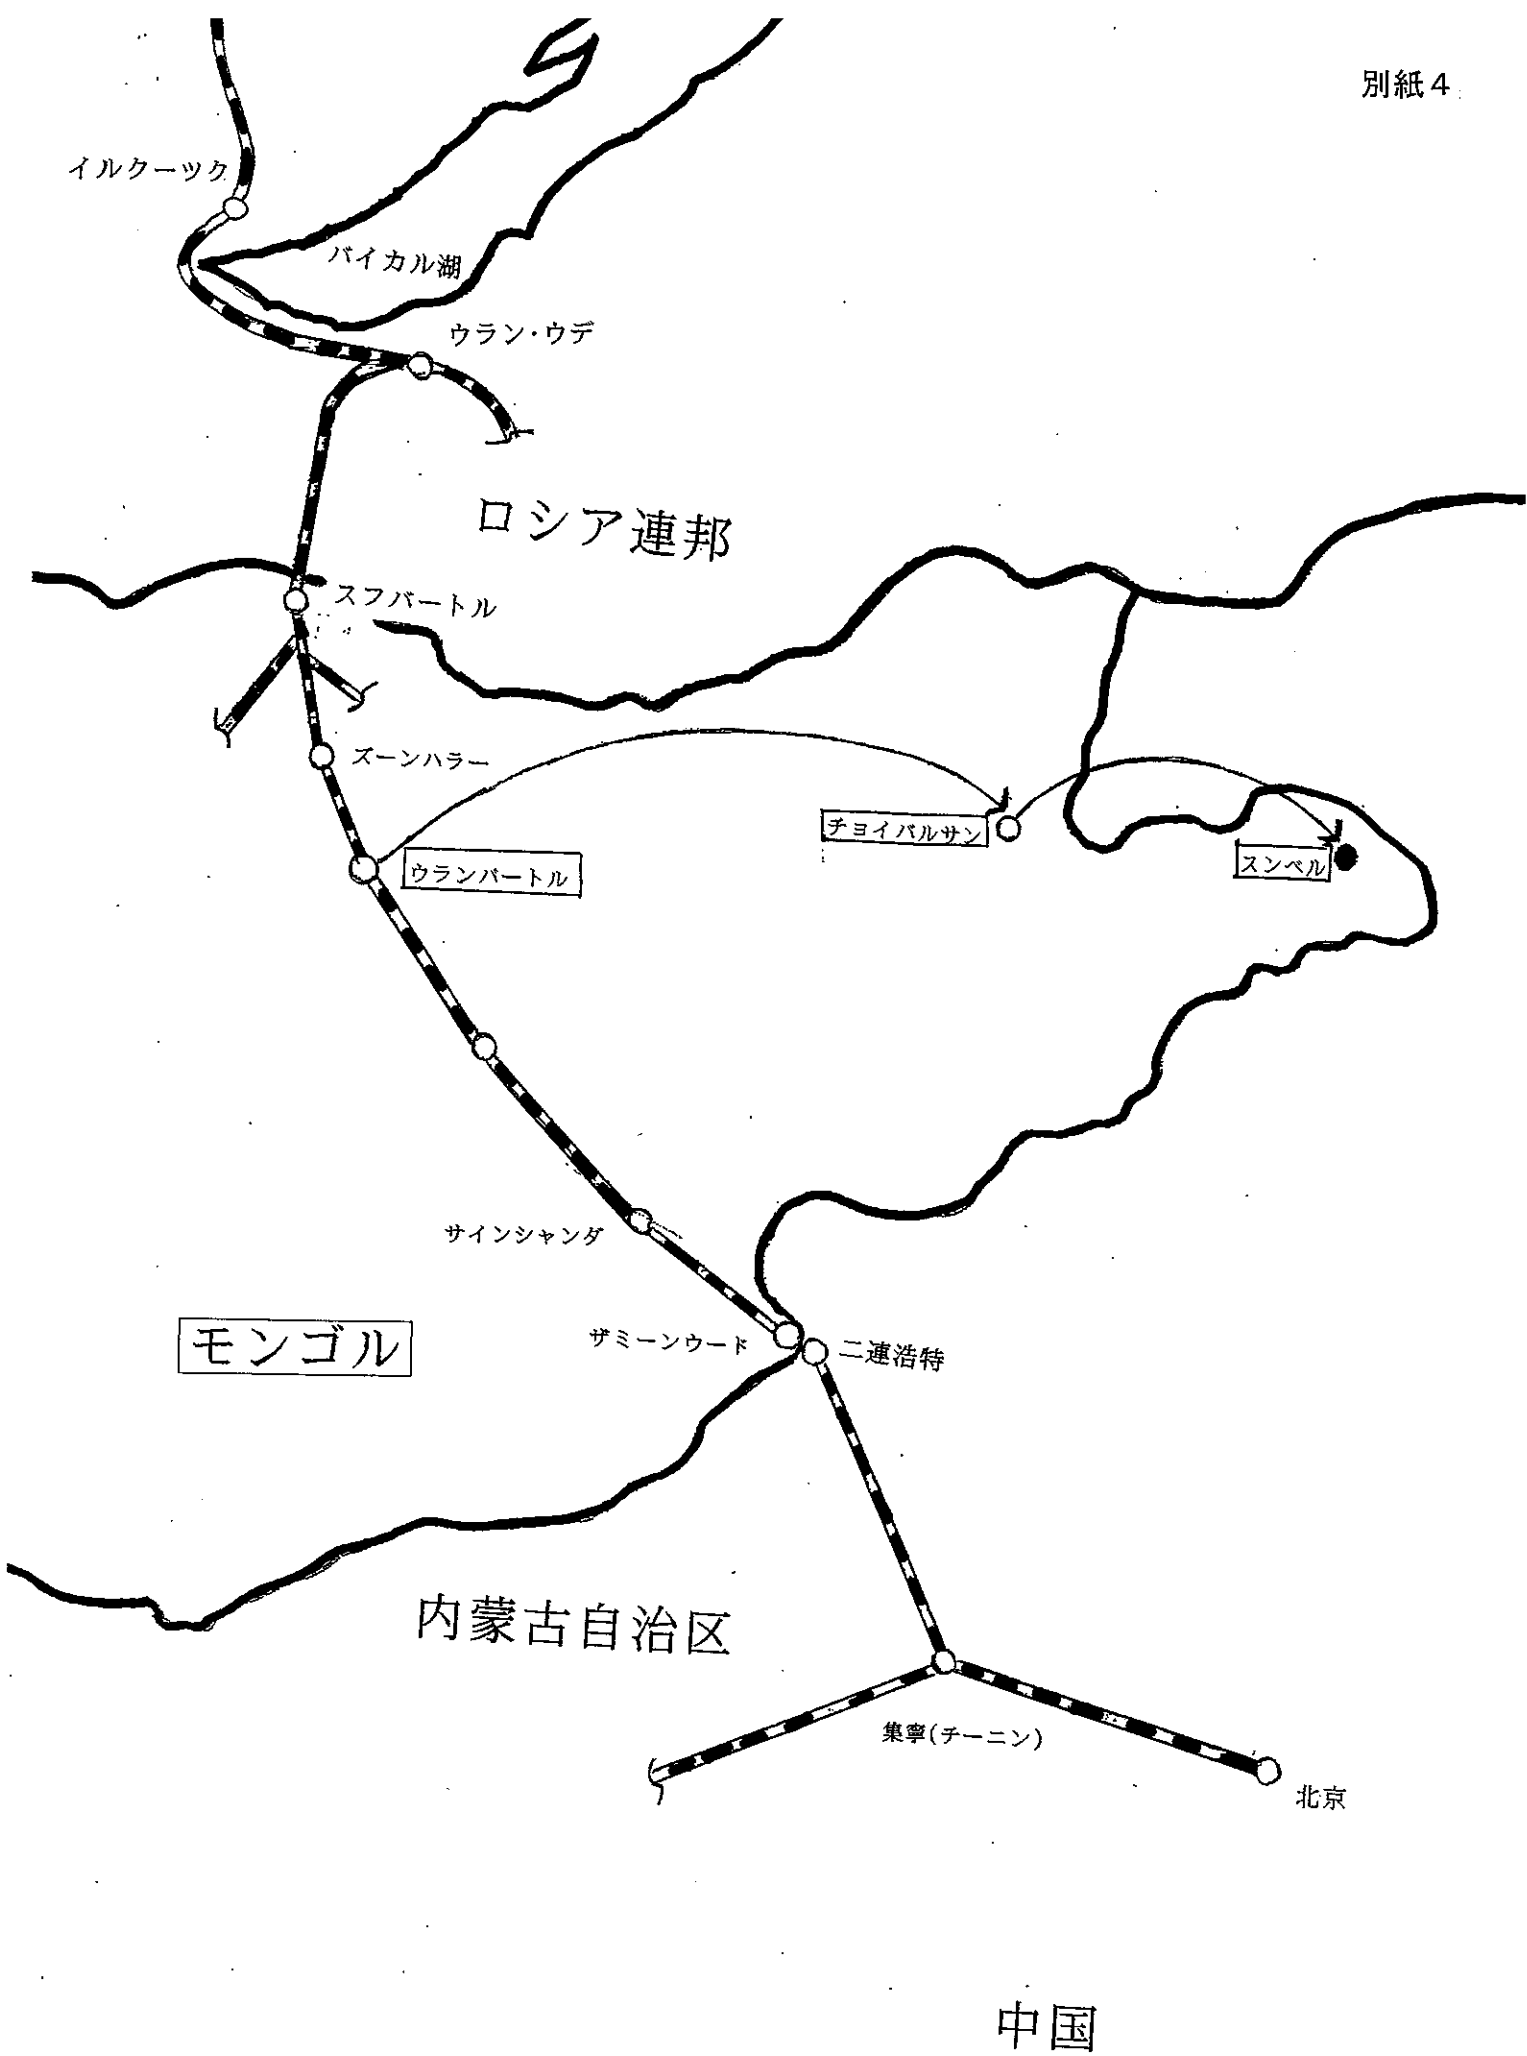 別紙４
イルクーツク
バイカル湖
ウラン・ウデ
ロシア連邦
スフバートル
ズーンハラー
チョイバルサン
スンベル
ウランバートル
サインシャンダ
ザミーンウード
二連浩特
モンゴル
内蒙古自治区
集寧(チーニン)
北京
中国